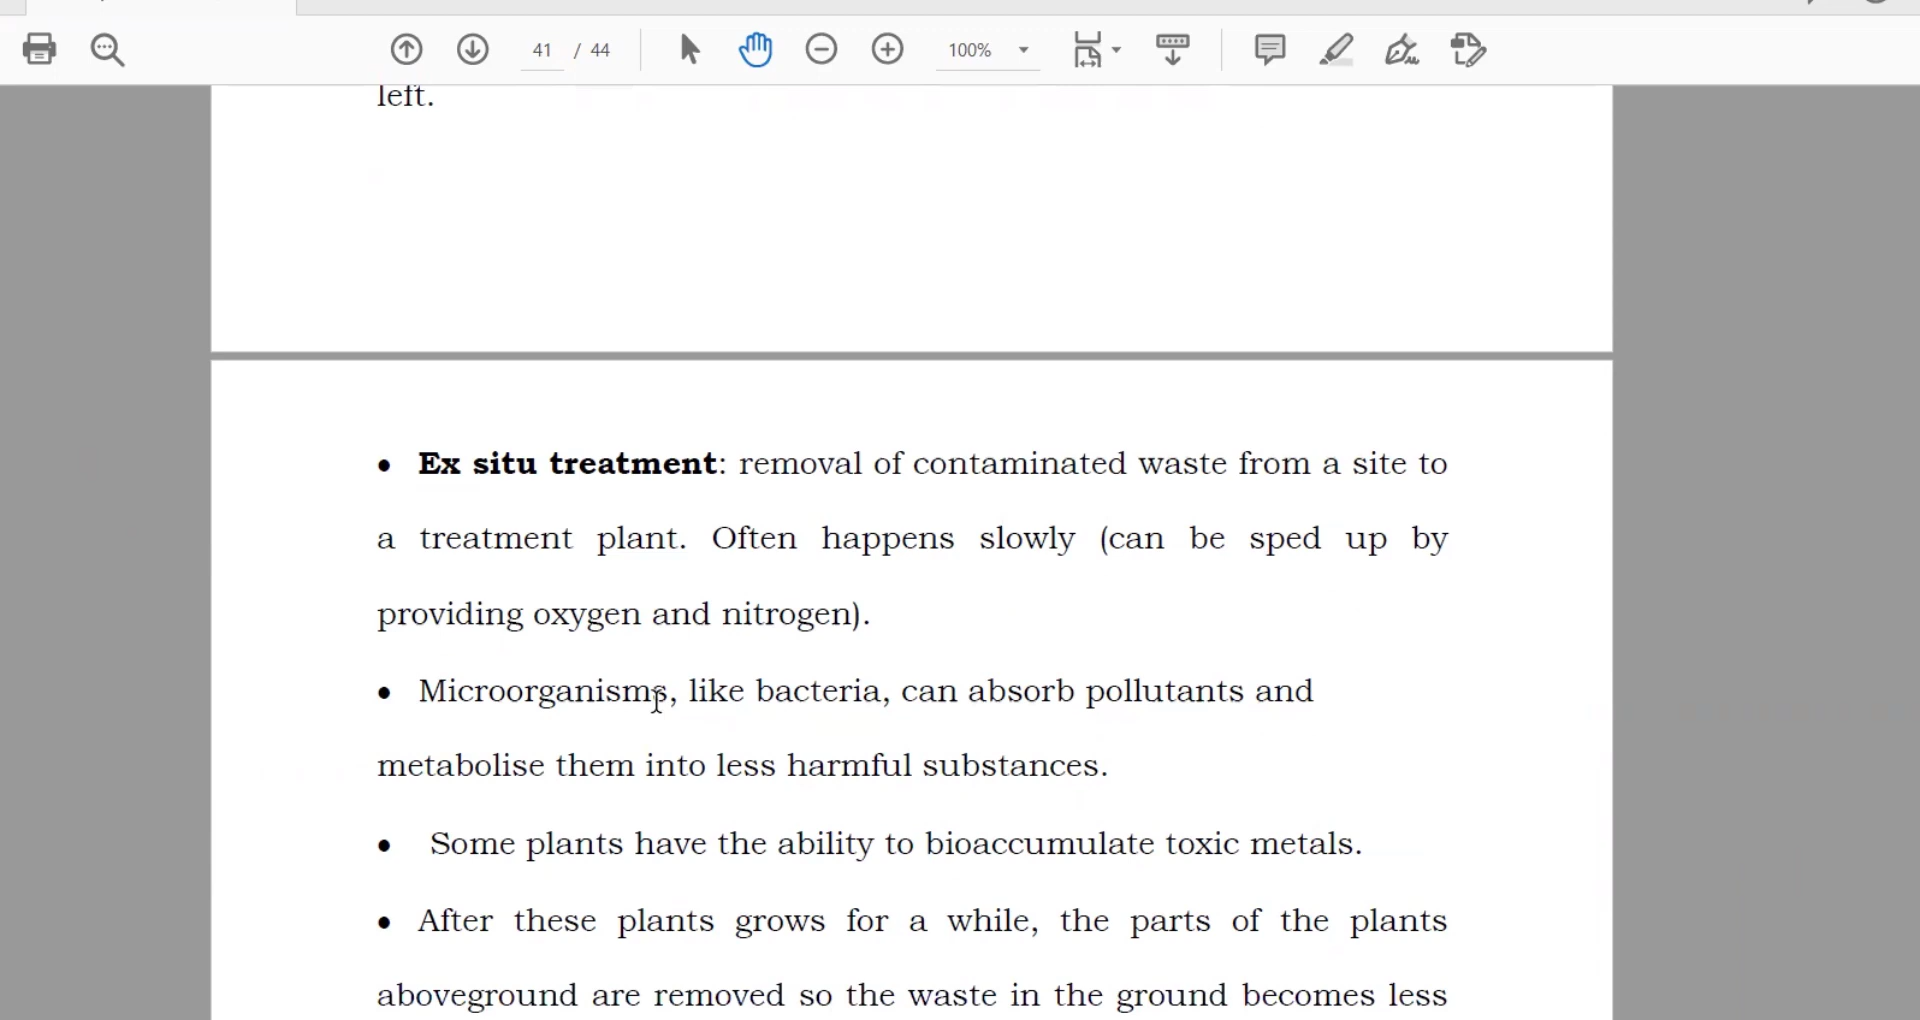 41 / 44 100%
left.
• Ex situ treatment: removal of contaminated waste from a site to
a treatment plant. Often happens slowly (can be sped up by
providing oxygen and nitrogen).
• Microorganisms, like bacteria, can absorb pollutants and
metabolise them into less harmful substances.
• Some plants have the ability to bioaccumulate toxic metals.
• After these plants grows for a while, the parts of the plants
aboveground are removed so the waste in the ground becomes less